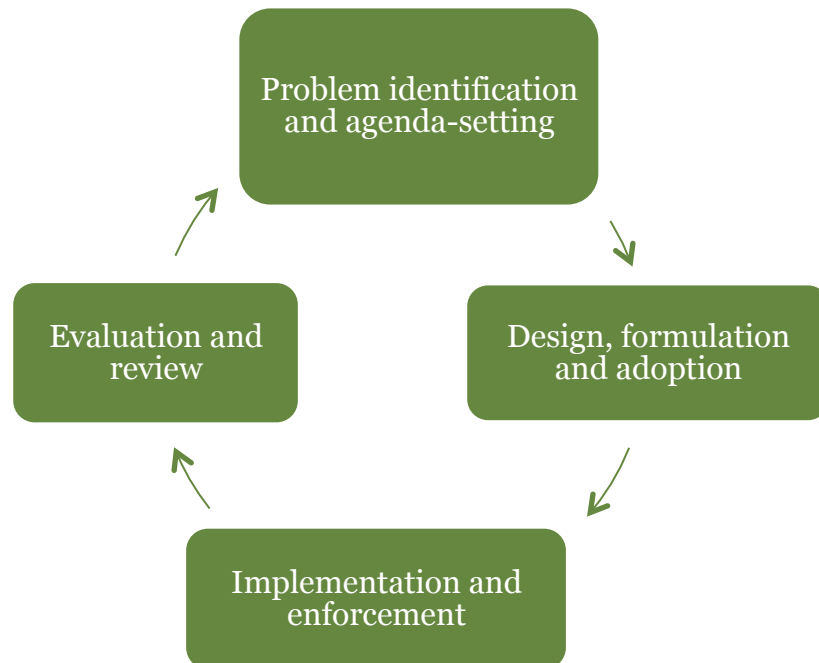 Problem identification
and agenda-setting
Design, formulation
and adoption
Implementation and
enforcement
Evaluation and
review